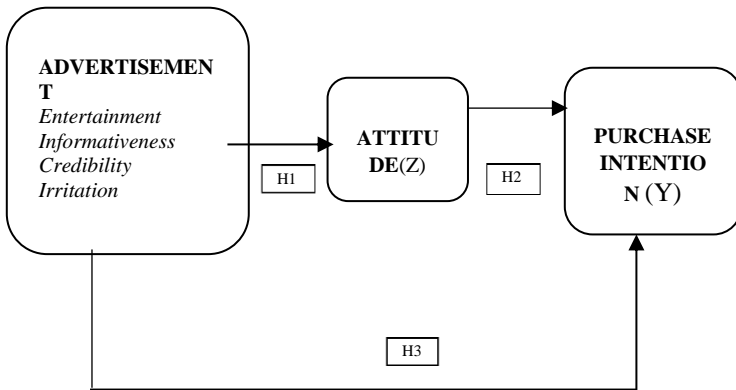 ADVERTISEMEN
T
Entertainment
Informativeness
Credibility
Irritation
H1
ATTITU
DE(Z)
H2
PURCHASE
INTENTIO
N (Y)
H3